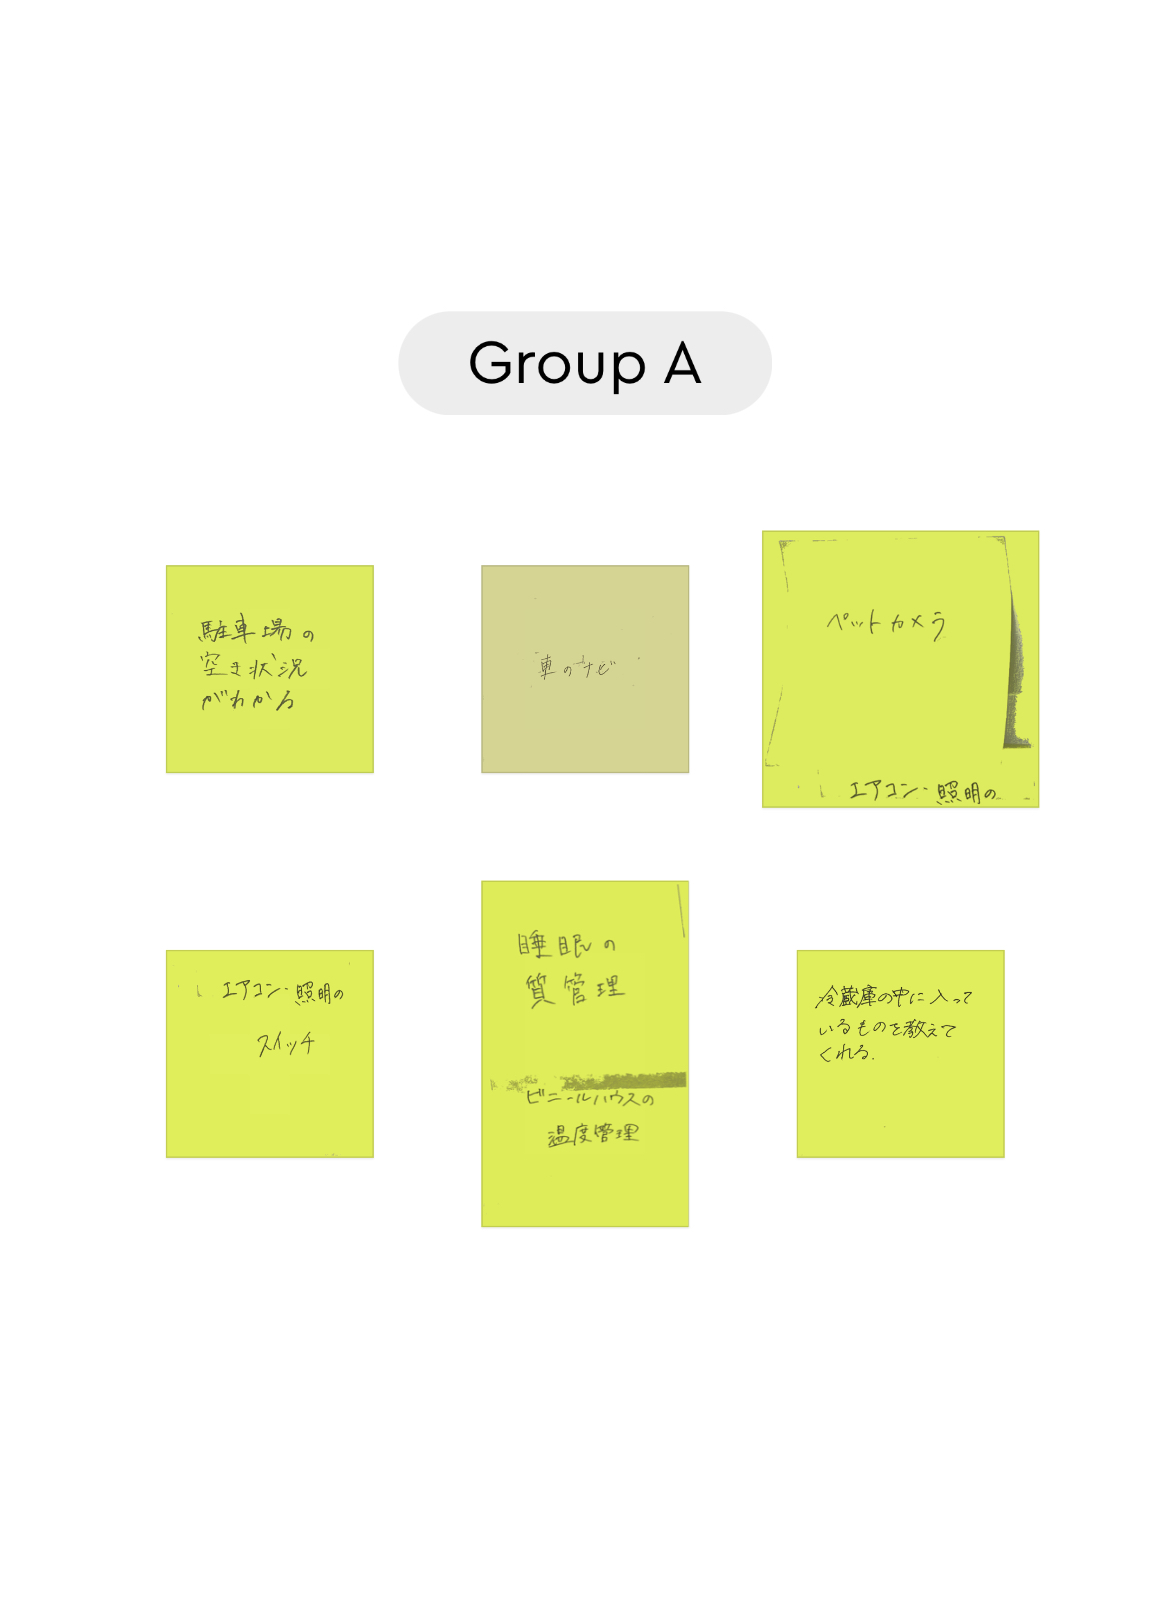 Group A
駐車場の
空き状況
がわかる
車のナビ
ペットカメラ
エアコン・照明の
エアコン・照明の
スイッチ
睡眠の
質管理
ビニールハウスの
温度管理
冷蔵庫の中に入って
いるものを教えて
くれる.